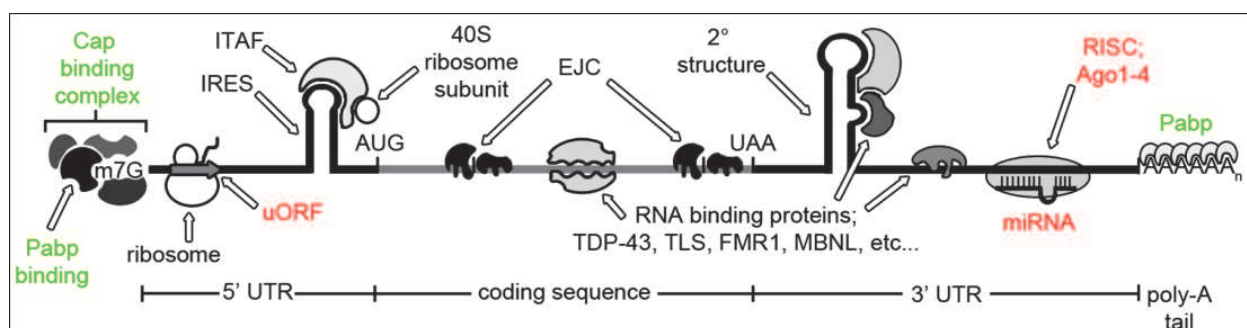 Cap
binding
complex
ITAF
IRES
40S
ribosome
subunit
EJC
2°
structure
RISC;
Ago1-4
Pabp
m7G
AUG
UAA
n
uORF
Pabp
binding
ribosome
RNA binding proteins;
TDP-43, TLS, FMR1, MBNL, etc...
miRNA
5' UTR
coding sequence
3' UTR
poly-A
tail